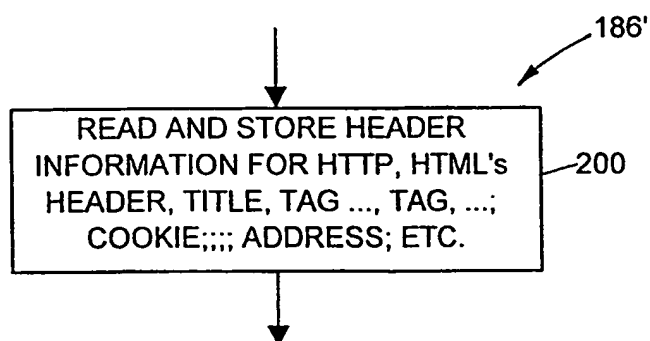 186'
READ AND STORE HEADER
INFORMATION FOR HTTP, HTML's
HEADER, TITLE, TAG ..., TAG, ...;
COOKIE;;;; ADDRESS; ETC.
200